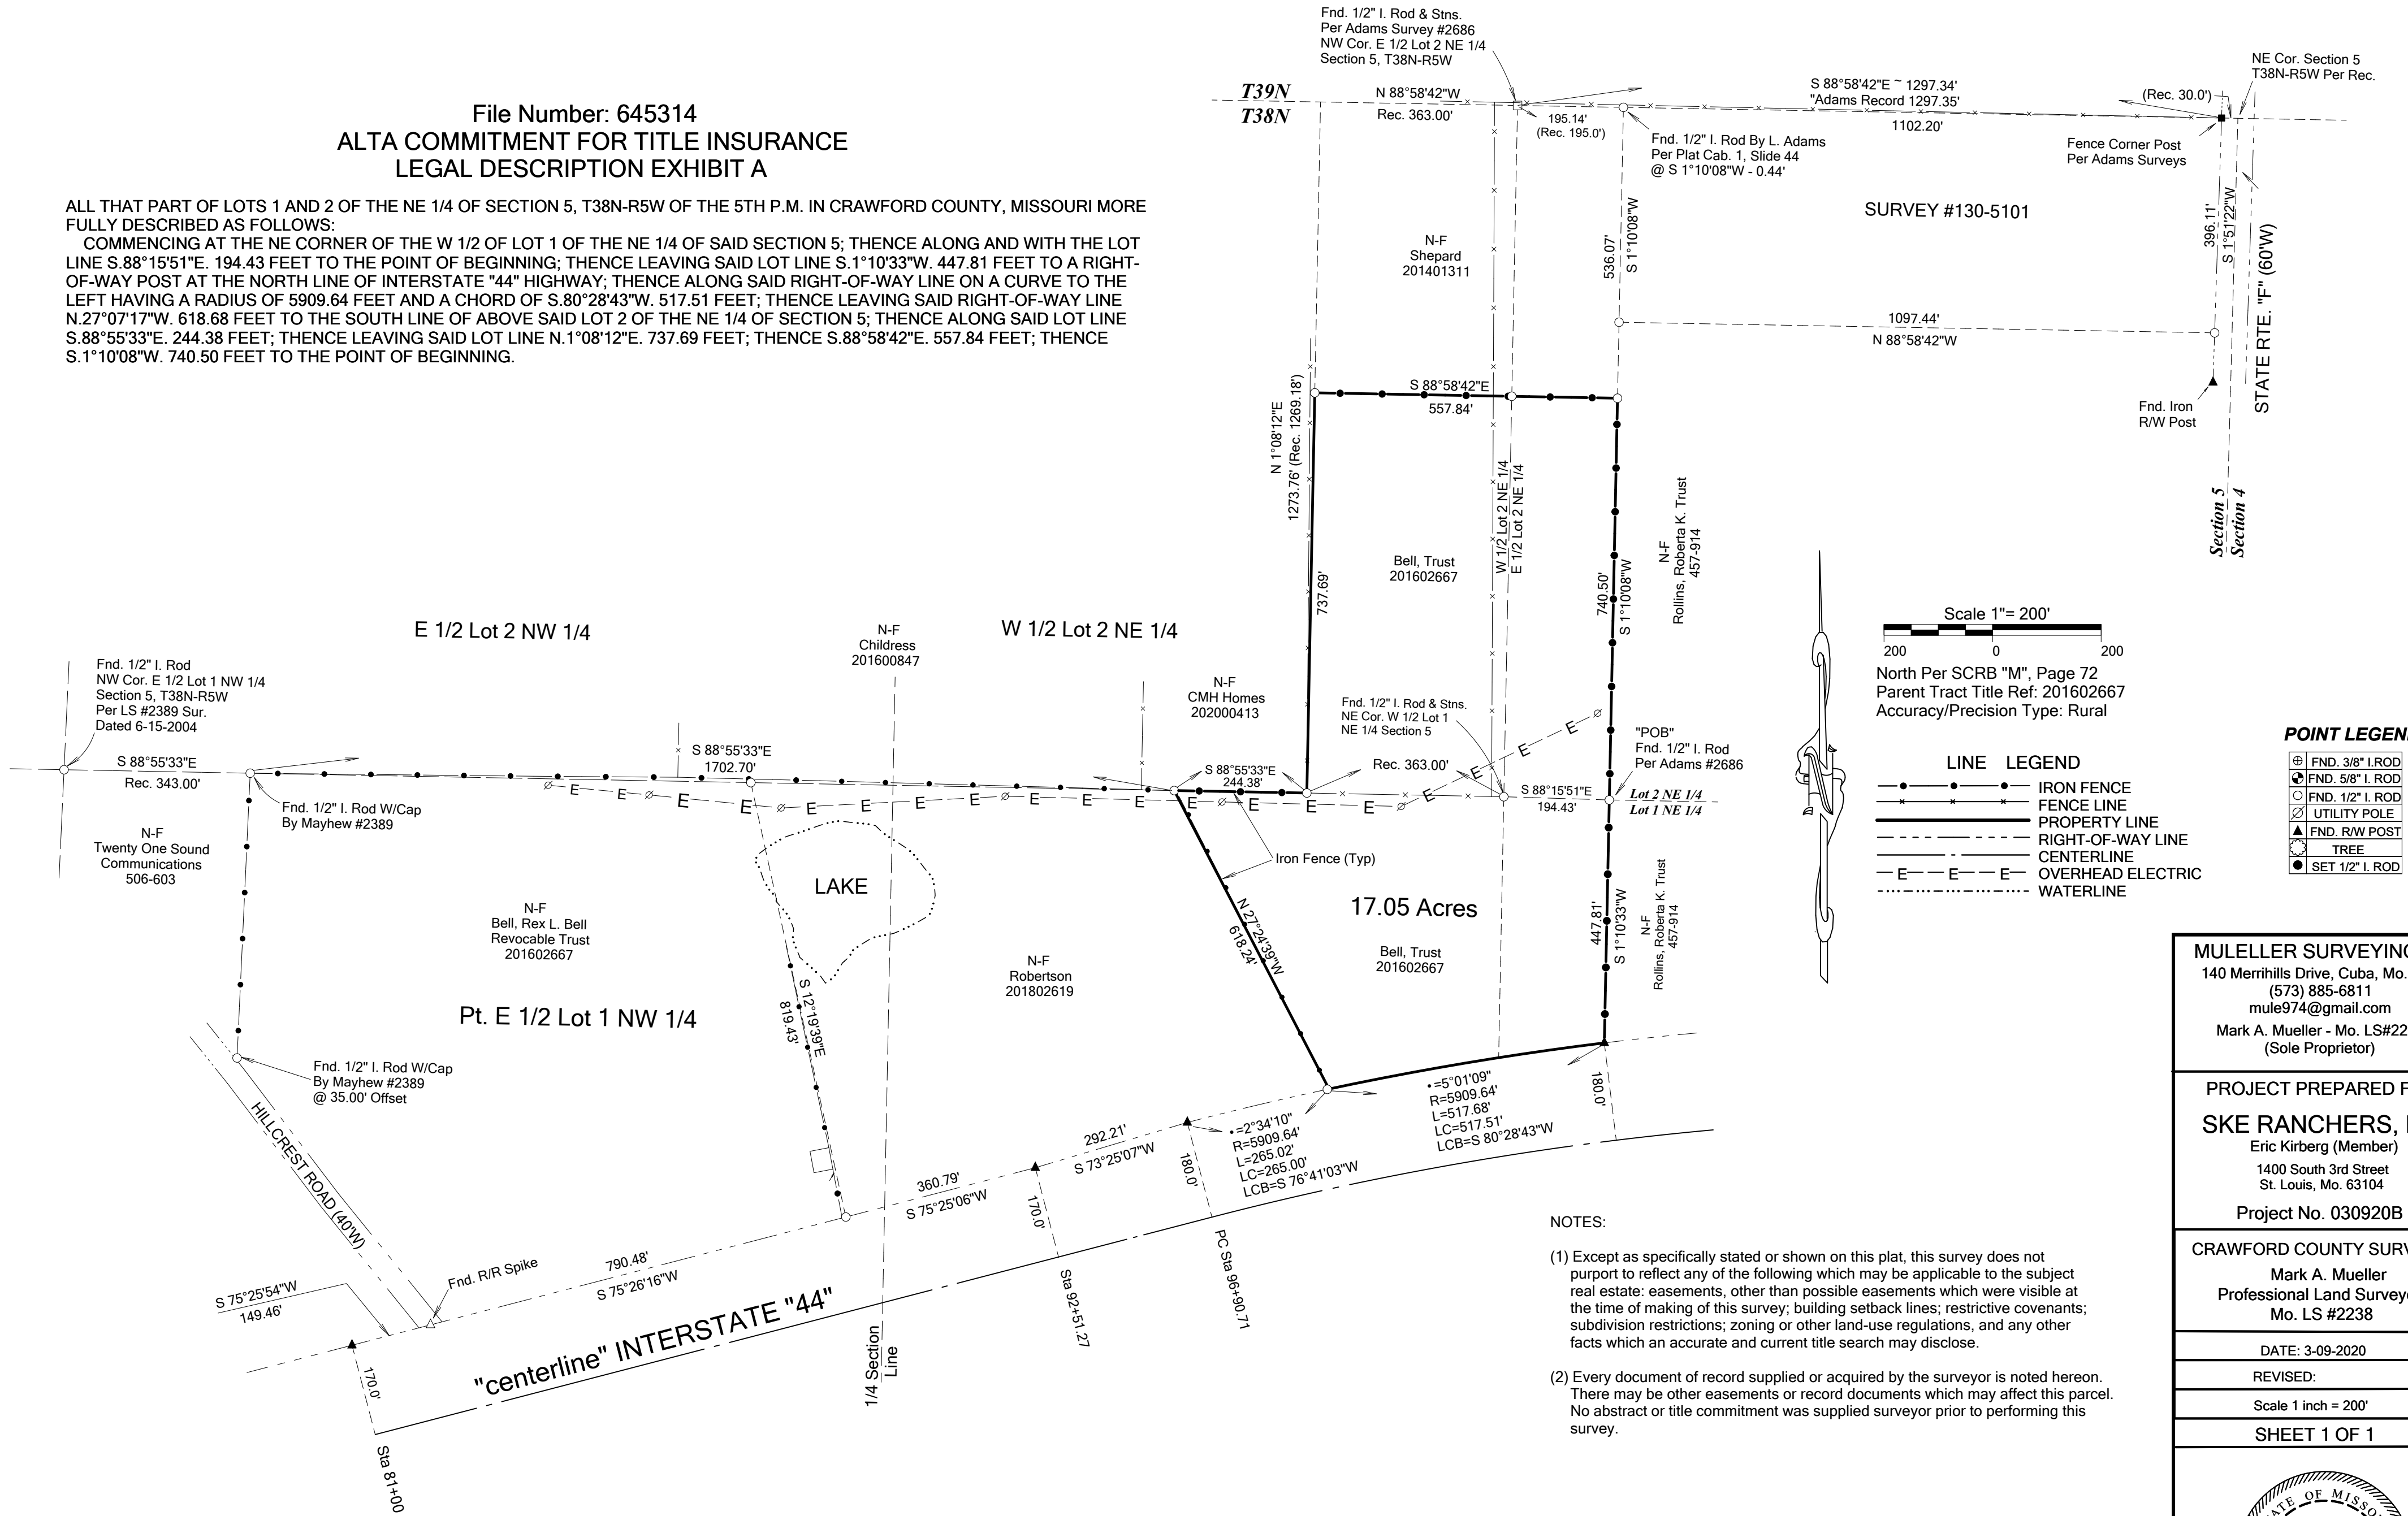 File Number: 645314
ALTA COMMITMENT FOR TITLE INSURANCE
LEGAL DESCRIPTION EXHIBIT A
ALL THAT PART OF LOTS 1 AND 2 OF THE NE 1/4 OF SECTION 5, T38N-R5W OF THE 5TH P.M. IN CRAWFORD COUNTY, MISSOURI MORE
FULLY DESCRIBED AS FOLLOWS:
COMMENCING AT THE NE CORNER OF THE W 1/2 OF LOT 1 OF THE NE 1/4 OF SAID SECTION 5; THENCE ALONG AND WITH THE LOT
LINE S.88°15'51"E. 194.43 FEET TO THE POINT OF BEGINNING; THENCE LEAVING SAID LOT LINE S.1°10'33"W. 447.81 FEET TO A RIGHT-
OF-WAY POST AT THE NORTH LINE OF INTERSTATE "44" HIGHWAY; THENCE ALONG SAID RIGHT-OF-WAY LINE ON A CURVE TO THE
LEFT HAVING A RADIUS OF 5909.64 FEET AND A CHORD OF S.80°28'43"W. 517.51 FEET; THENCE LEAVING SAID RIGHT-OF-WAY LINE
N.27°07'17"W. 618.68 FEET TO THE SOUTH LINE OF ABOVE SAID LOT 2 OF THE NE 1/4 OF SECTION 5; THENCE ALONG SAID LOT LINE
S.88°55'33"E. 244.38 FEET; THENCE LEAVING SAID LOT LINE N.1°08'12"E. 737.69 FEET; THENCE S.88°58'42"E. 557.84 FEET; THENCE
S.1°10'08"W. 740.50 FEET TO THE POINT OF BEGINNING.
Fnd. 1/2" I. Rod & Stns.
Per Adams Survey #2686
NW Cor. E 1/2 Lot 2 NE 1/4
Section 5, T38N-R5W
T39N
T38N
N 88°58'42"W
Rec. 363.00'
195.14'
(Rec. 195.0')
S 88°58'42"E ~ 1297.34'
"Adams Record 1297.35'
1102.20'
(Rec. 30.0')
NE Cor. Section 5
T38N-R5W Per Rec.
Fnd. 1/2" I. Rod By L. Adams
Per Plat Cab. 1, Slide 44
@ S 1°10'08"W - 0.44'
Fence Corner Post
Per Adams Surveys
SURVEY #130-5101
N-F
Shepard
201401311
536.07'
S 1°10'08"W
396.11'
S 1°51'22"W
STATE RTE. "F" (60'W)
1097.44'
N 88°58'42"W
Fnd. Iron
R/W Post
Section 5
Section 4
S 88°58'42"E
557.84'
N 1°08'12"E
1273.76' (Rec. 1269.18')
737.69'
W 1/2 Lot 2 NE 1/4
E 1/2 Lot 2 NE 1/4
Bell, Trust
201602667
740.50'
S 1°10'08"W
N-F
Rollins, Roberta K. Trust
457-914
E 1/2 Lot 2 NW 1/4
N-F
Childress
201600847
W 1/2 Lot 2 NE 1/4
N-F
CMH Homes
202000413
Fnd. 1/2" I. Rod
NW Cor. E 1/2 Lot 1 NW 1/4
Section 5, T38N-R5W
Per LS #2389 Sur.
Dated 6-15-2004
S 88°55'33"E
Rec. 343.00'
Fnd. 1/2" I. Rod W/Cap
By Mayhew #2389
S 88°55'33"E
1702.70'
S 88°55'33"E
244.38'
Fnd. 1/2" I. Rod & Stns.
NE Cor. W 1/2 Lot 1
NE 1/4 Section 5
Rec. 363.00'
S 88°15'51"E
194.43'
"POB"
Fnd. 1/2" I. Rod
Per Adams #2686
Lot 2 NE 1/4
Lot 1 NE 1/4
E E E E E E E E E E E E E E E E E
N-F
Twenty One Sound
Communications
506-603
LAKE
Iron Fence (Typ)
N-F
Bell, Rex L. Bell
Revocable Trust
201602667
Pt. E 1/2 Lot 1 NW 1/4
S 12°19'39"E
819.43'
N-F
Robertson
201802619
N 27°24'39"W
618.24'
17.05 Acres
Bell, Trust
201602667
447.81'
S 1°10'33"W
N-F
Rollins, Roberta K. Trust
457-914
Fnd. 1/2" I. Rod W/Cap
By Mayhew #2389
@ 35.00' Offset
HILLCREST ROAD (40'W)
Fnd. R/R Spike
S 75°25'54"W
149.46'
790.48'
S 75°26'16"W
360.79'
S 75°25'06"W
292.21'
S 73°25'07"W
•=2°34'10"
R=5909.64'
L=265.02'
LC=265.00'
LCB=S 76°41'03"W
•=5°01'09"
R=5909.64'
L=517.68'
LC=517.51'
LCB=S 80°28'43"W
180.0'
180.0'
170.0'
170.0'
PC Sta 96+90.71
Sta 92+51.27
Sta 81+00
"centerline" INTERSTATE "44"
1/4 Section
Line
Scale 1"= 200'
200 0 200
North Per SCRB "M", Page 72
Parent Tract Title Ref: 201602667
Accuracy/Precision Type: Rural
LINE LEGEND
IRON FENCE
FENCE LINE
PROPERTY LINE
RIGHT-OF-WAY LINE
CENTERLINE
E E E OVERHEAD ELECTRIC
WATERLINE
POINT LEGEN
FND. 3/8" I.ROD
FND. 5/8" I. ROD
FND. 1/2" I. ROD
UTILITY POLE
FND. R/W POST
TREE
SET 1/2" I. ROD
NOTES:
(1) Except as specifically stated or shown on this plat, this survey does not
purport to reflect any of the following which may be applicable to the subject
real estate: easements, other than possible easements which were visible at
the time of making of this survey; building setback lines; restrictive covenants;
subdivision restrictions; zoning or other land-use regulations, and any other
facts which an accurate and current title search may disclose.
(2) Every document of record supplied or acquired by the surveyor is noted hereon.
There may be other easements or record documents which may affect this parcel.
No abstract or title commitment was supplied surveyor prior to performing this
survey.
MULELLER SURVEYING
140 Merrihills Drive, Cuba, Mo.
(573) 885-6811
mule974@gmail.com
Mark A. Mueller - Mo. LS#22
(Sole Proprietor)
PROJECT PREPARED F
SKE RANCHERS,
Eric Kirberg (Member)
1400 South 3rd Street
St. Louis, Mo. 63104
Project No. 030920B
CRAWFORD COUNTY SURV
Mark A. Mueller
Professional Land Surveyo
Mo. LS #2238
DATE: 3-09-2020
REVISED:
Scale 1 inch = 200'
SHEET 1 OF 1
OF MISSO